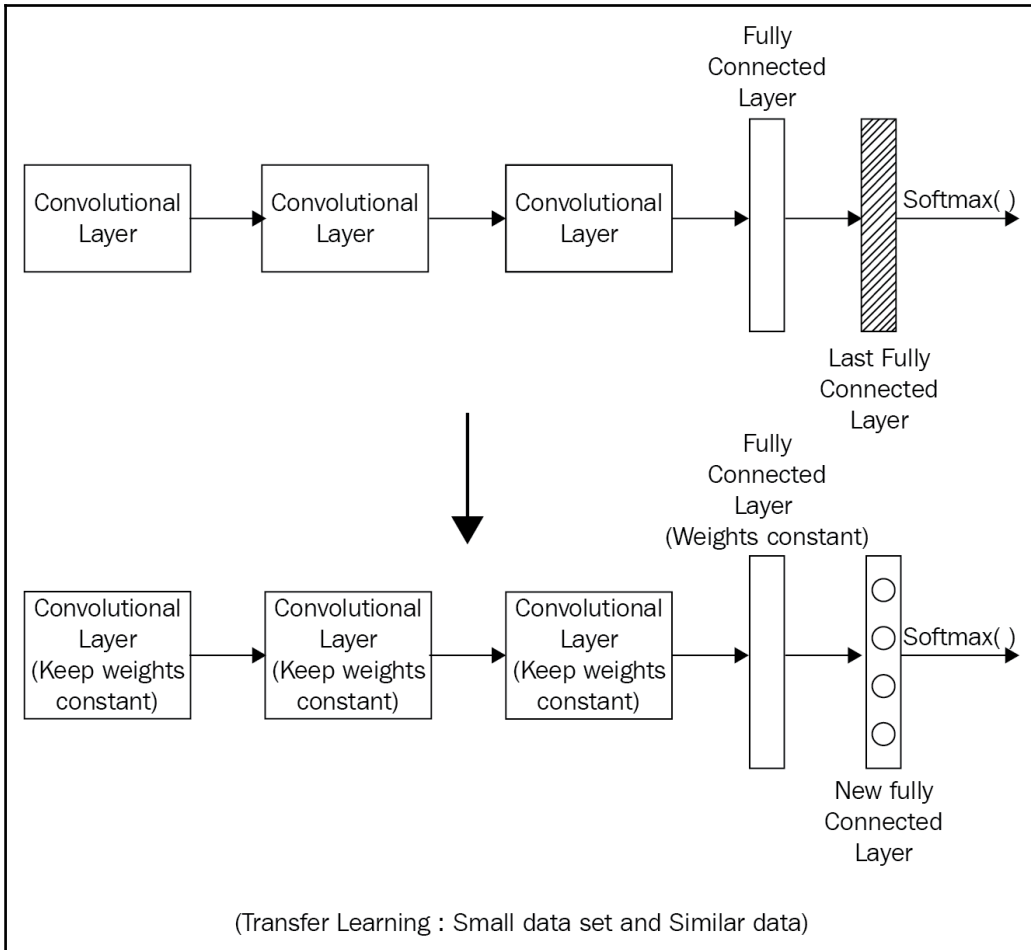 Fully
Connected
Layer
Convolutional
Layer
Convolutional
Layer
Convolutional
Layer
Softmax( )
Last Fully
Connected
Layer
Fully
Connected
Layer
(Weights constant)
Convolutional
Layer
(Keep weights
constant)
Convolutional
Layer
(Keep weights
constant)
Convolutional
Layer
(Keep weights
constant)
Softmax( )
New fully
Connected
Layer
(Transfer Learning : Small data set and Similar data)